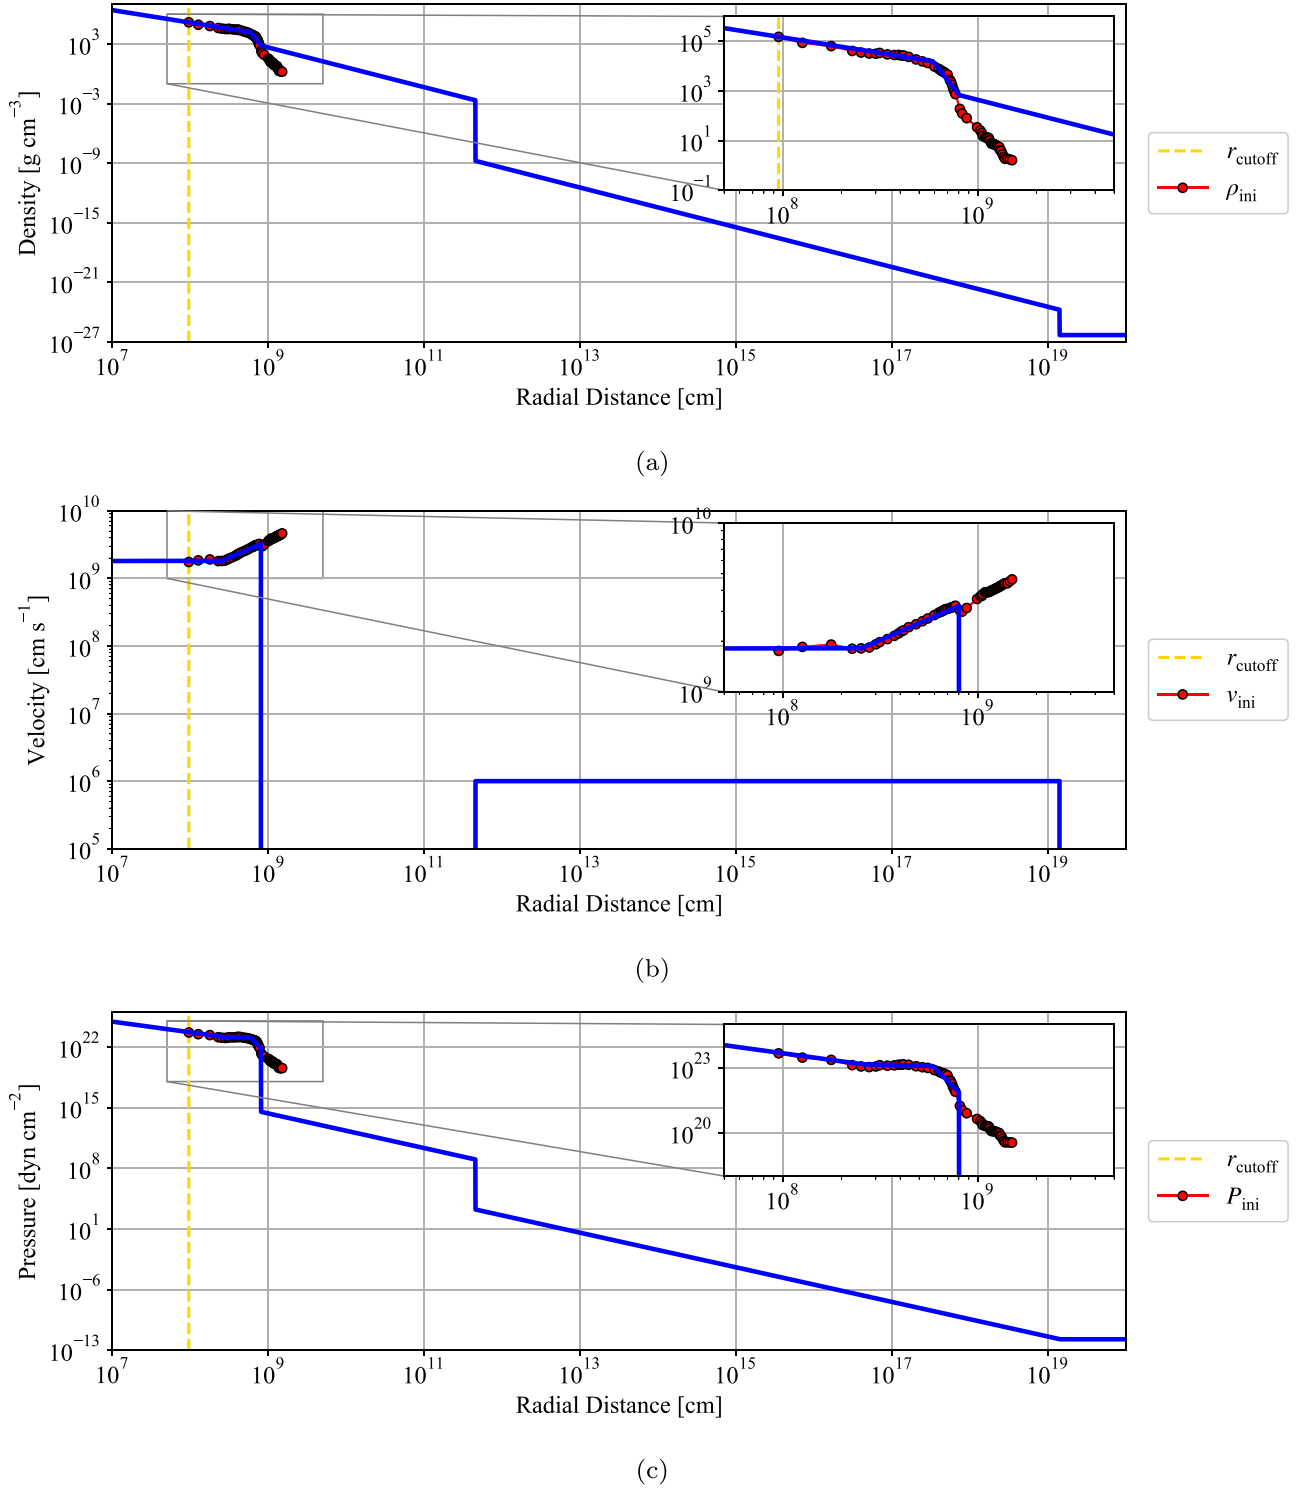 10^3
10^−3
10^−9
10^−15
10^−21
10^−27
Density [g cm^−3]
10^7 10^9 10^11 10^13 10^15 10^17 10^19
Radial Distance [cm]
10^5
10^3
10^1
10^−1
10^8 10^9
r_cutoff
ρ_ini
(a)
10^10
10^9
10^8
10^7
10^6
10^5
Velocity [cm s^−1]
10^7 10^9 10^11 10^13 10^15 10^17 10^19
Radial Distance [cm]
10^10
10^9
10^8 10^9
r_cutoff
v_ini
(b)
10^22
10^15
10^8
10^1
10^−6
10^−13
Pressure [dyn cm^−2]
10^7 10^9 10^11 10^13 10^15 10^17 10^19
Radial Distance [cm]
10^23
10^20
10^8 10^9
r_cutoff
P_ini
(c)